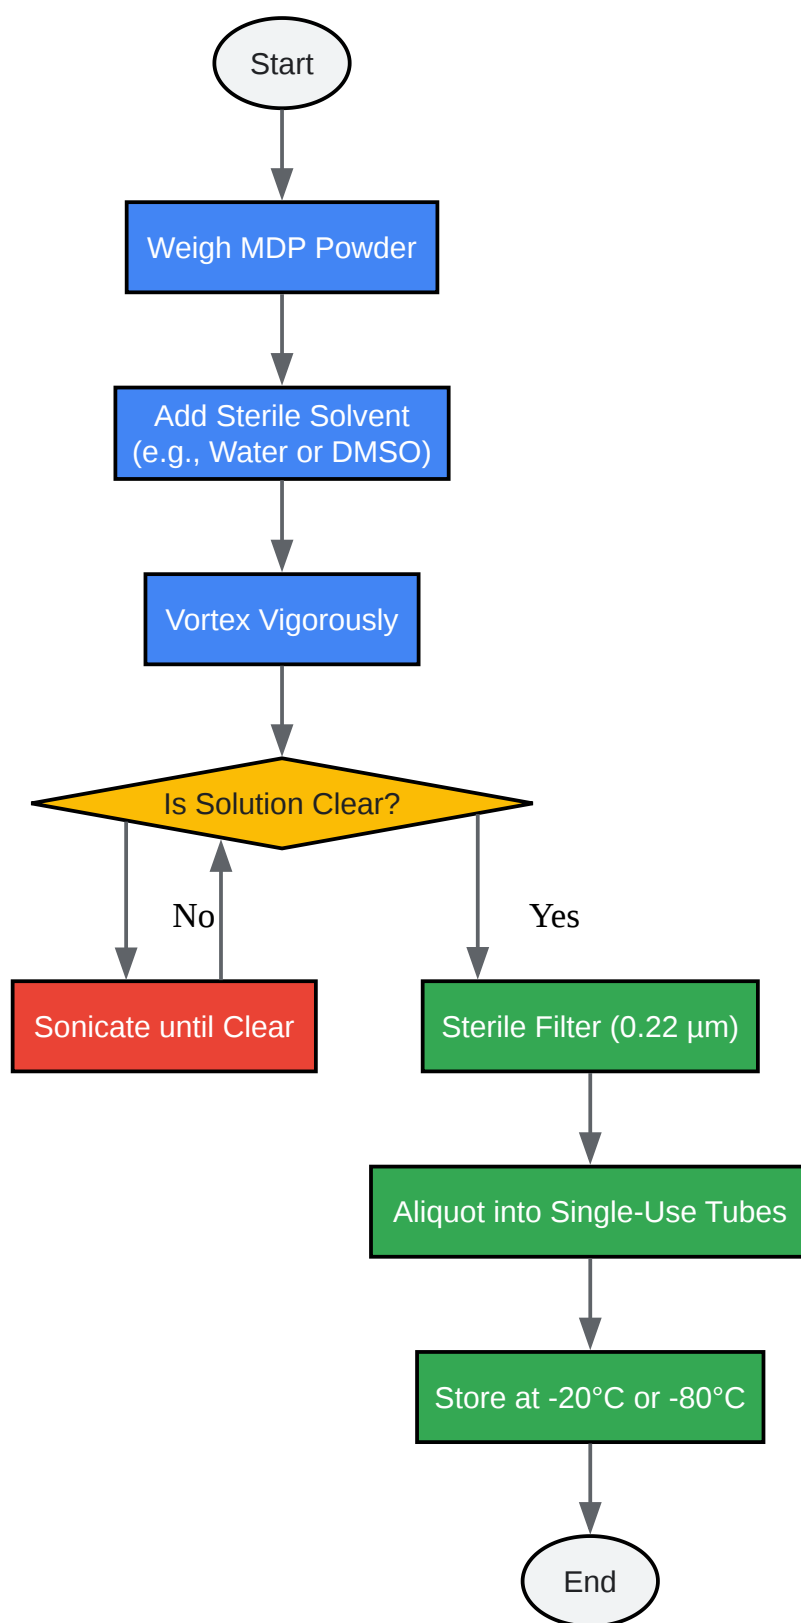 Start
Weigh MDP Powder
Add Sterile Solvent
(e.g., Water or DMSO)
Vortex Vigorously
Is Solution Clear?
No
Yes
Sonicate until Clear
Sterile Filter (0.22 µm)
Aliquot into Single-Use Tubes
Store at -20°C or -80°C
End